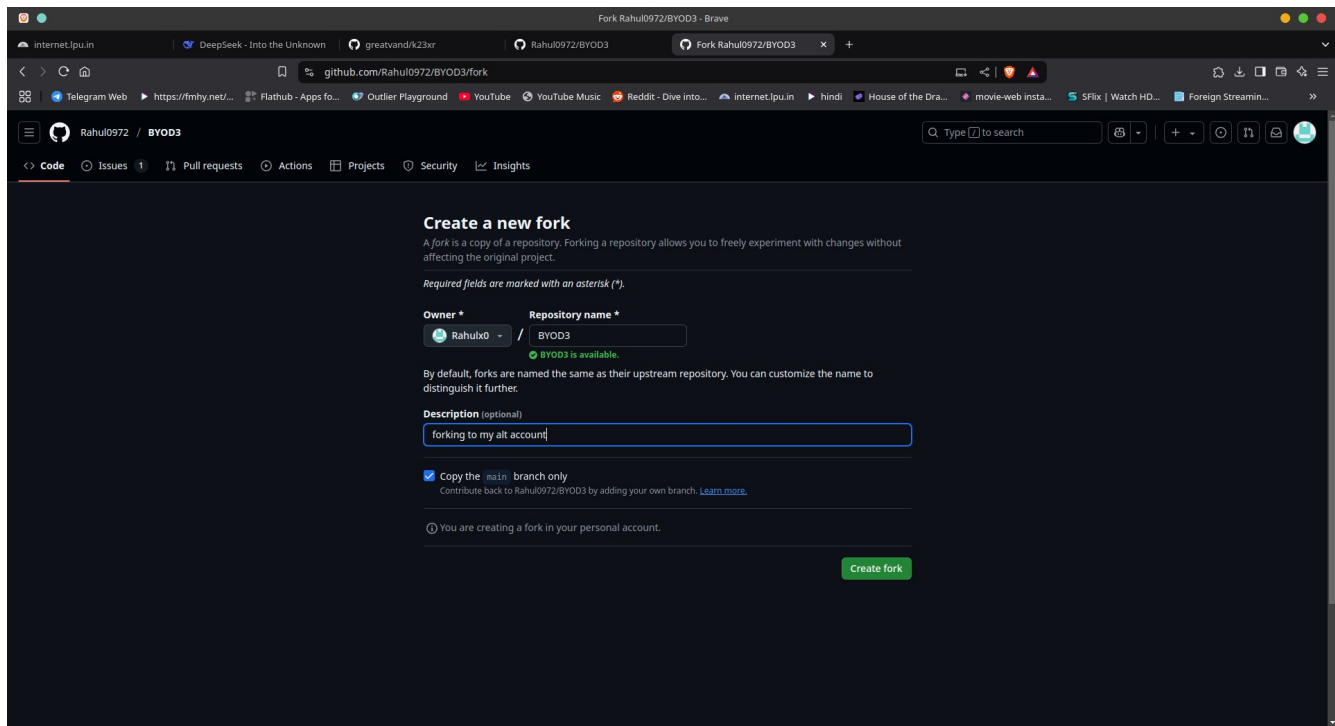 Fork Rahul0972/BYOD3 - Brave
internet.lpu.in DeepSeek - Into the Unknown greatvand/k23xr Rahul0972/BYOD3 Fork Rahul0972/BYOD3 × +
github.com/Rahul0972/BYOD3/fork
Telegram Web https://fmhy.net/... Flathub - Apps fo... Outlier Playground YouTube YouTube Music Reddit - Dive into... internet.lpu.in hindi House of the Dra... movie-web insta... SFlix | Watch HD... Foreign Streamin... »
Rahul0972 / BYOD3 Type / to search
<> Code Issues 1 Pull requests Actions Projects Security Insights
Create a new fork
A fork is a copy of a repository. Forking a repository allows you to freely experiment with changes without
affecting the original project.
Required fields are marked with an asterisk (*).
Owner * Repository name *
Rahulx0 / BYOD3
BYOD3 is available.
By default, forks are named the same as their upstream repository. You can customize the name to
distinguish it further.
Description (optional)
forking to my alt account
Copy the main branch only
Contribute back to Rahul0972/BYOD3 by adding your own branch. Learn more.
You are creating a fork in your personal account.
Create fork